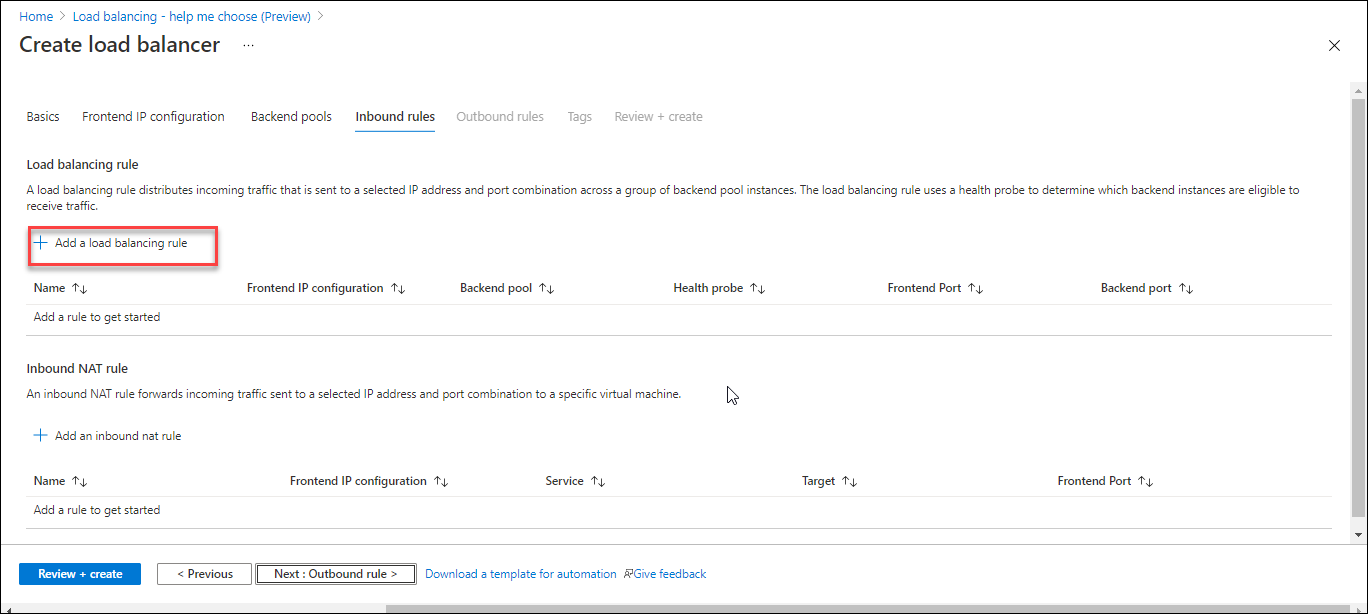 Home > Load balancing - help me choose (Preview) >
Create load balancer ...
Basics Frontend IP configuration Backend pools Inbound rules Outbound rules Tags Review + create
Load balancing rule
A load balancing rule distributes incoming traffic that is sent to a selected IP address and port combination across a group of backend pool instances. The load balancing rule uses a health probe to determine which backend instances are eligible to
receive traffic.
+ Add a load balancing rule
Name ↑↓ Frontend IP configuration ↑↓ Backend pool ↑↓ Health probe ↑↓ Frontend Port ↑↓ Backend port ↑↓
Add a rule to get started
Inbound NAT rule
An inbound NAT rule forwards incoming traffic sent to a selected IP address and port combination to a specific virtual machine.
+ Add an inbound nat rule
Name ↑↓ Frontend IP configuration ↑↓ Service ↑↓ Target ↑↓ Frontend Port ↑↓
Add a rule to get started
Review + create < Previous Next : Outbound rule > Download a template for automation Give feedback